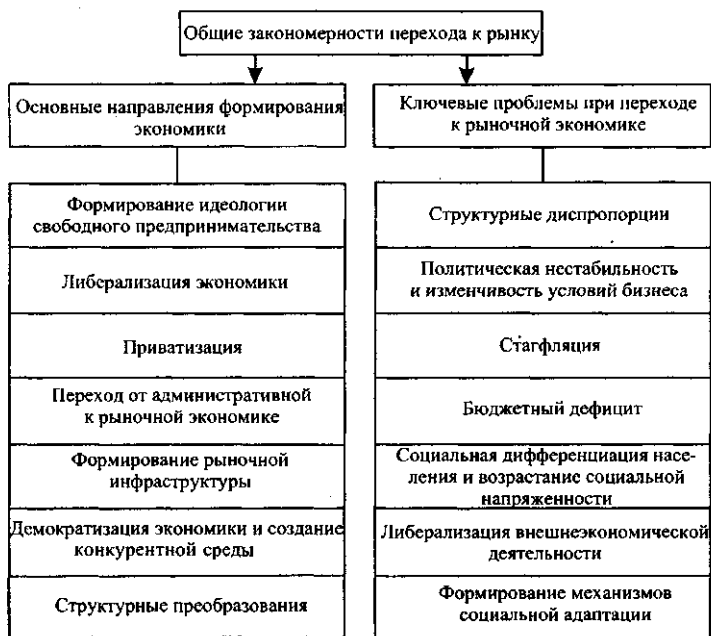 Общие закономерности перехода к рынку
Основные направления формирования
экономики
Формирование идеологии
свободного предпринимательства
Либерализация экономики
Приватизация
Переход от административной
к рыночной экономике
Формирование рыночной
инфраструктуры
Демократизация экономики и создание
конкурентной среды
Структурные преобразования
Ключевые проблемы при переходе
к рыночной экономике
Структурные диспропорции
Политическая нестабильность
и изменчивость условий бизнеса
Стагфляция
Бюджетный дефицит
Социальная дифференциация насе-
ления и возрастание социальной
напряженности
Либерализация внешнеэкономической
деятельности
Формирование механизмов
социальной адаптации